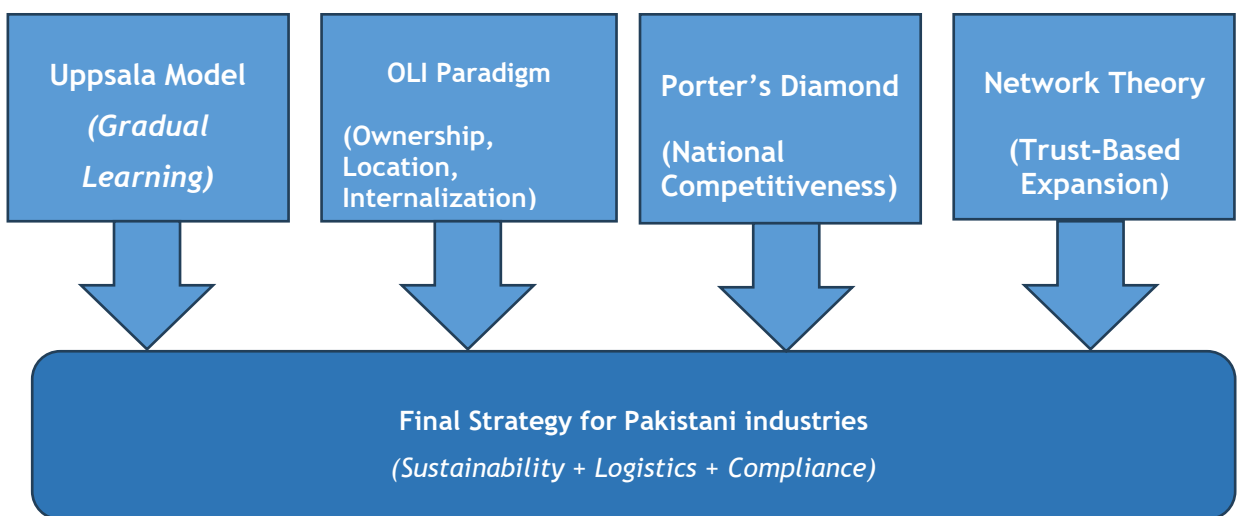 Uppsala Model
(Gradual
Learning)
OLI Paradigm
(Ownership,
Location,
Internalization)
Porter’s Diamond
(National
Competitiveness)
Network Theory
(Trust-Based
Expansion)
Final Strategy for Pakistani industries
(Sustainability + Logistics + Compliance)